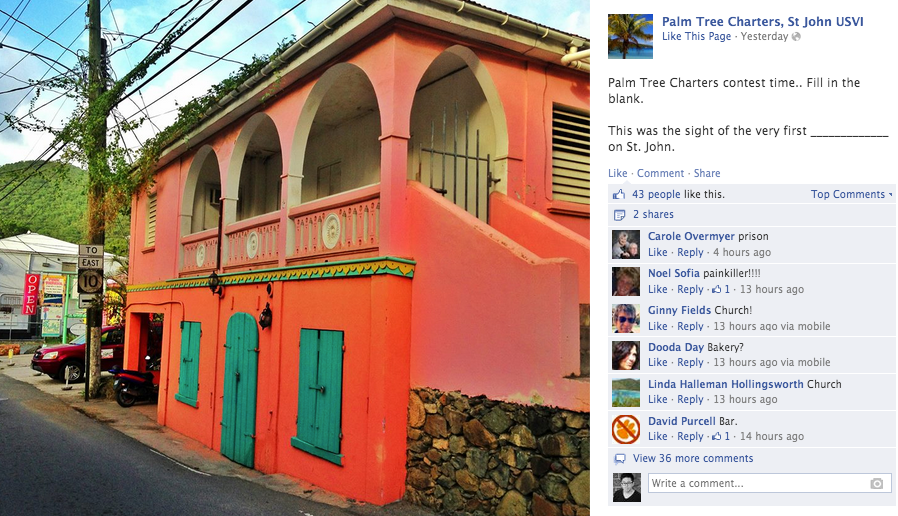 TO
EAST
10
OPEN
Palm Tree Charters, St John USVI
Like This Page · Yesterday
Palm Tree Charters contest time.. Fill in the
blank.
This was the sight of the very first _____________
on St. John.
Like · Comment · Share
43 people like this.
Top Comments
2 shares
Carole Overmyer prison
Like · Reply · 4 hours ago
Noel Sofia painkiller!!!!
Like · Reply · 1 · 13 hours ago
Ginny Fields Church!
Like · Reply · 13 hours ago via mobile
Dooda Day Bakery?
Like · Reply · 13 hours ago via mobile
Linda Halleman Hollingsworth Church
Like · Reply · 13 hours ago
David Purcell Bar.
Like · Reply · 1 · 14 hours ago
View 36 more comments
Write a comment...